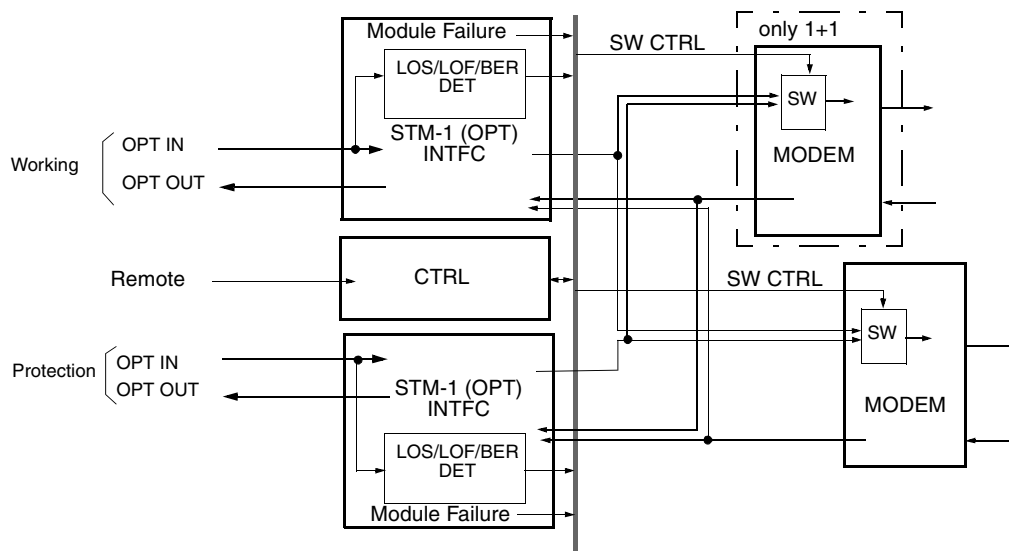 Module Failure
LOS/LOF/BER
DET
STM-1 (OPT)
INTFC
Working
OPT IN
OPT OUT
SW CTRL
only 1+1
SW
MODEM
Remote
CTRL
SW CTRL
SW
MODEM
Protection
OPT IN
OPT OUT
STM-1 (OPT)
INTFC
LOS/LOF/BER
DET
Module Failure